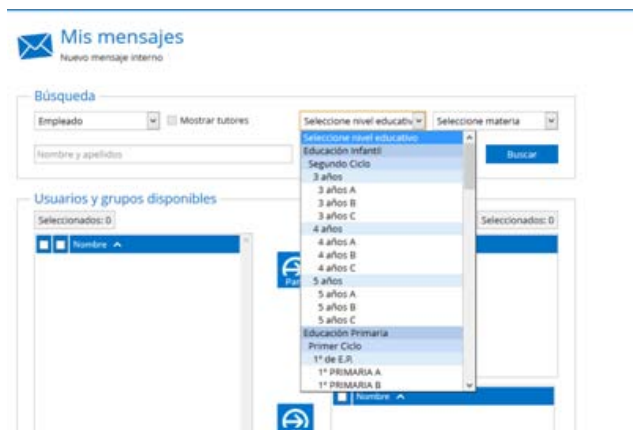 Mis mensajes
Nuevo mensaje interno
Búsqueda
Empleado
Mostrar tutores
Seleccione nivel educativ
Seleccione materia
Nombre y apellidos
Buscar
Seleccione nivel educativo
Educación Infantil
Segundo Ciclo
3 años
3 años A
3 años B
3 años C
4 años
4 años A
4 años B
4 años C
5 años
5 años A
5 años B
5 años C
Educación Primaria
Primer Ciclo
1º de E.P.
1º PRIMARIA A
1º PRIMARIA B
Usuarios y grupos disponibles
Seleccionados: 0
Seleccionados: 0
Nombre
Nombre